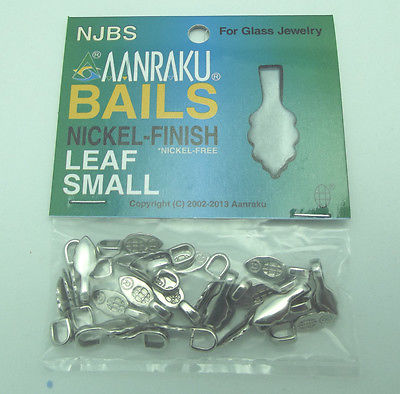 NJBS
For Glass Jewelry
AANRAKU®
BAILS
NICKEL-FINISH
*NICKEL-FREE
LEAF
SMALL
®
Copyright (C) 2002-2013 Aanraku